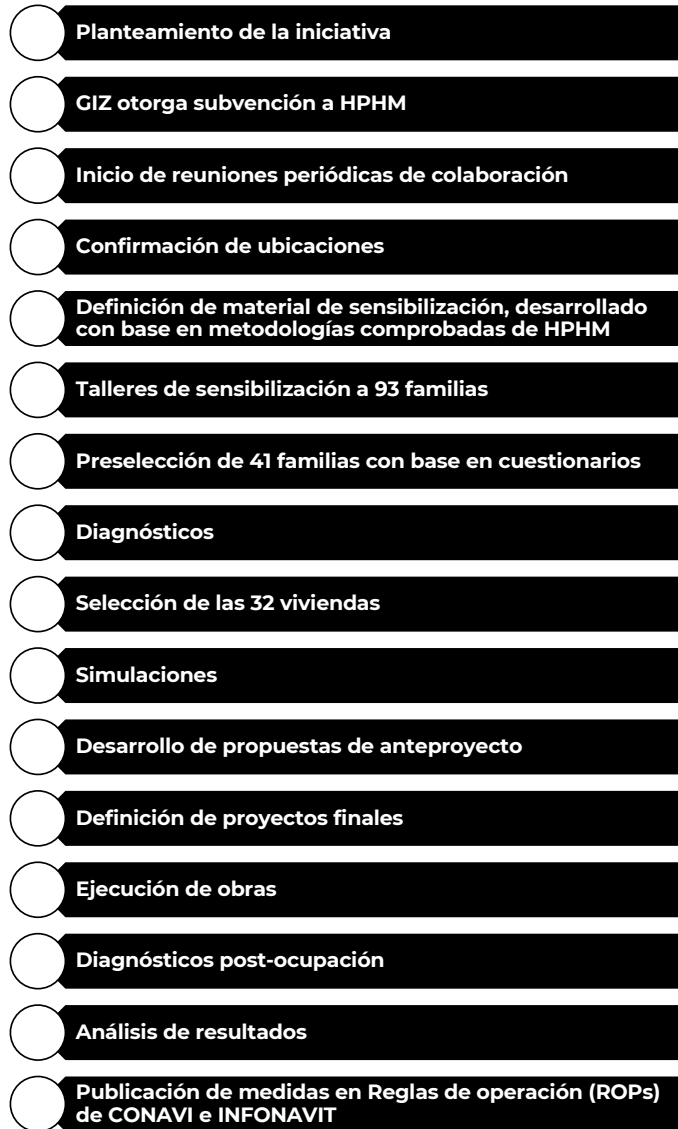 Planteamiento de la iniciativa
GIZ otorga subvención a HPHM
Inicio de reuniones periódicas de colaboración
Confirmación de ubicaciones
Definición de material de sensibilización, desarrollado
con base en metodologías comprobadas de HPHM
Talleres de sensibilización a 93 familias
Preselección de 41 familias con base en cuestionarios
Diagnósticos
Selección de las 32 viviendas
Simulaciones
Desarrollo de propuestas de anteproyecto
Definición de proyectos finales
Ejecución de obras
Diagnósticos post-ocupación
Análisis de resultados
Publicación de medidas en Reglas de operación (ROPs)
de CONAVI e INFONAVIT